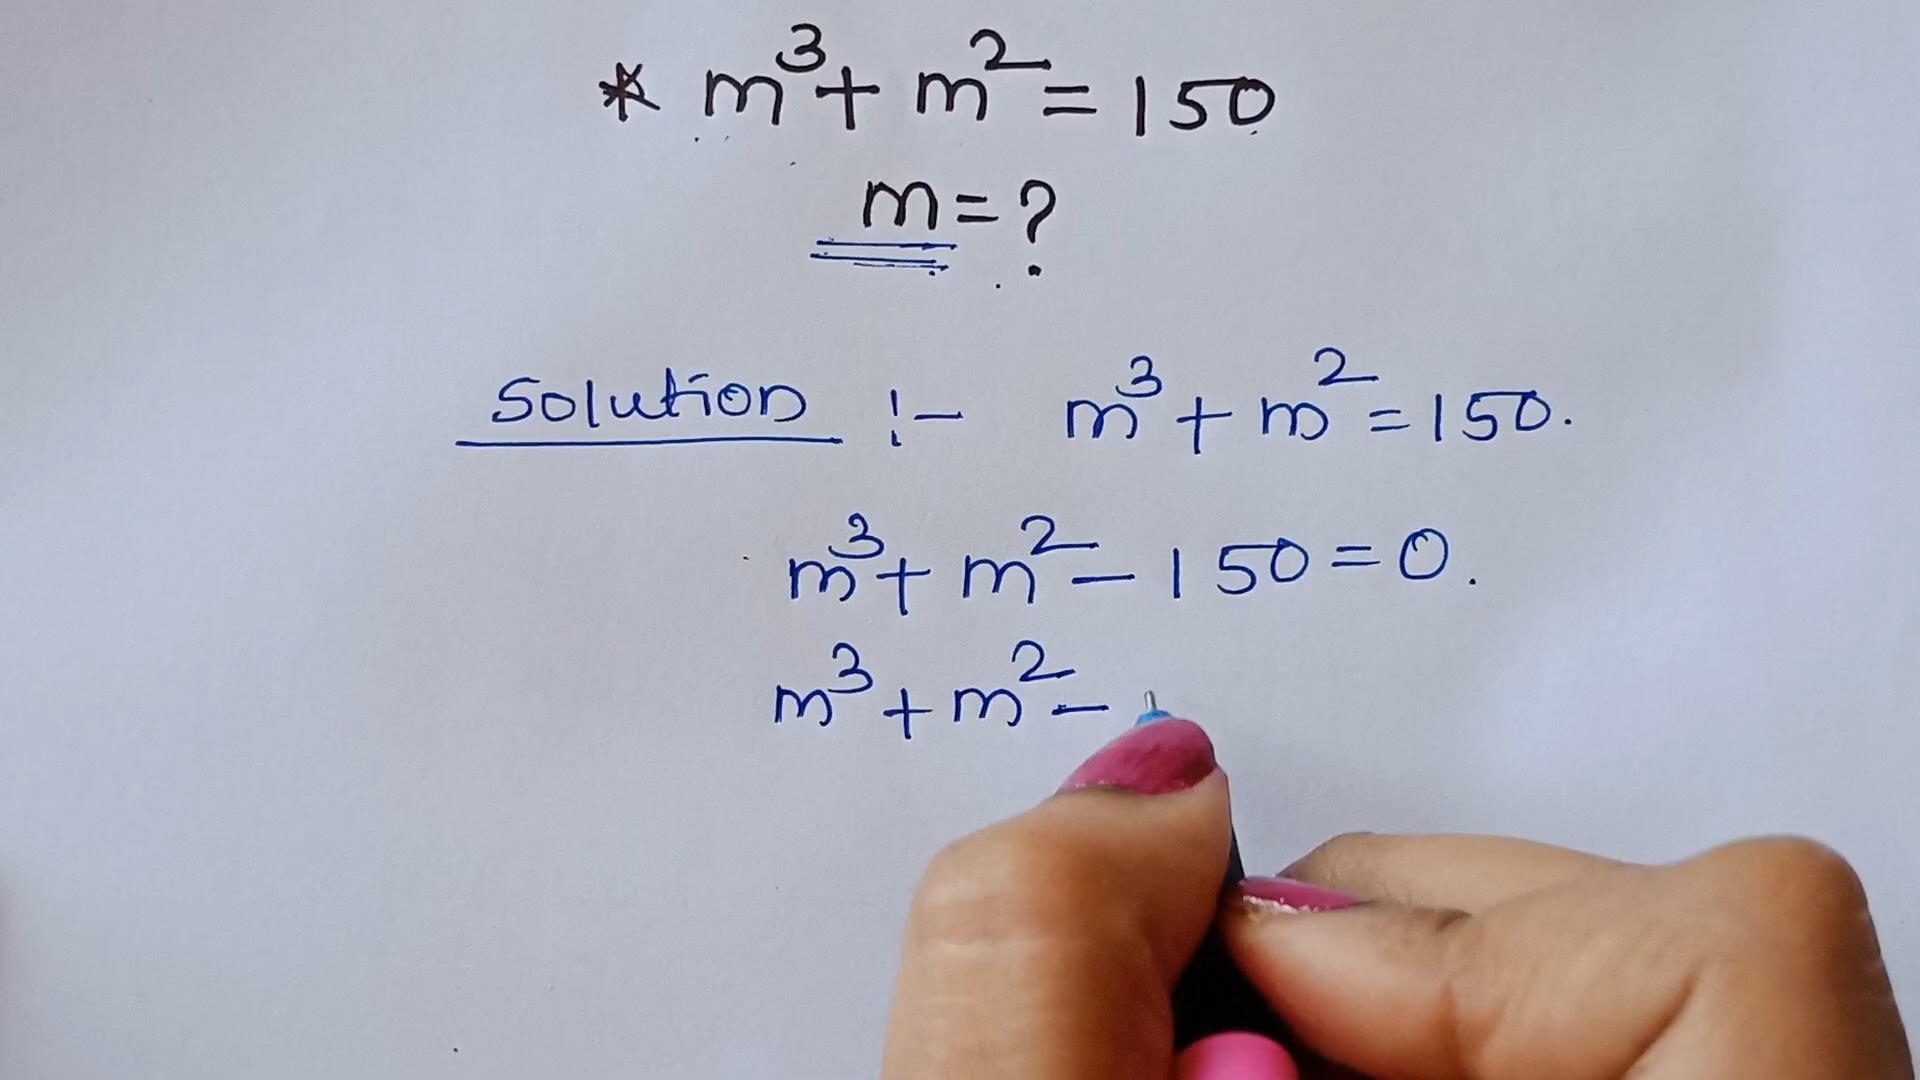 * m³ + m² = 150
m = ?
Solution :- m³ + m² = 150.
m³ + m² - 150 = 0.
m³ + m² -